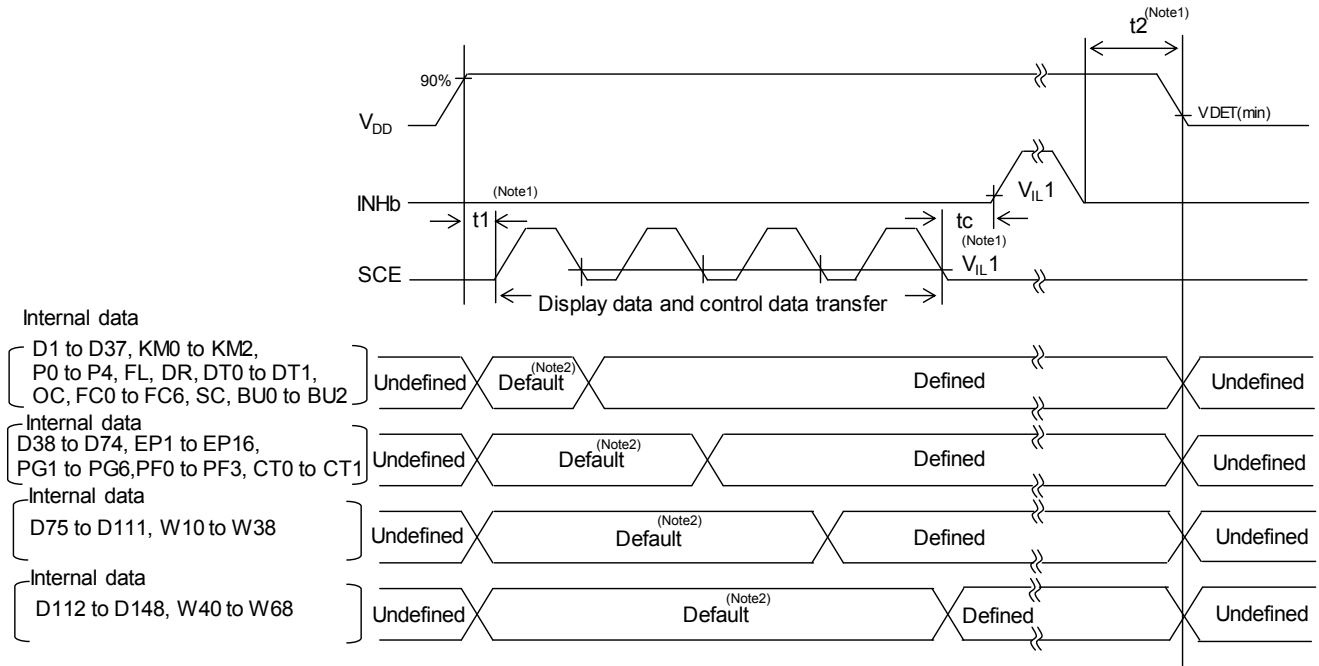 t2(Note1)
90%
VDD
VDET(min)
INHb
(Note1)
t1
VIL1
tc
(Note1)
VIL1
SCE
Display data and control data transfer
Internal data
D1 to D37, KM0 to KM2,
P0 to P4, FL, DR, DT0 to DT1,
OC, FC0 to FC6, SC, BU0 to BU2
Undefined
Default(Note2)
Defined
Undefined
Internal data
D38 to D74, EP1 to EP16,
PG1 to PG6,PF0 to PF3, CT0 to CT1
Undefined
Default(Note2)
Defined
Undefined
Internal data
D75 to D111, W10 to W38
Undefined
Default(Note2)
Defined
Undefined
Internal data
D112 to D148, W40 to W68
Undefined
Default(Note2)
Defined
Undefined